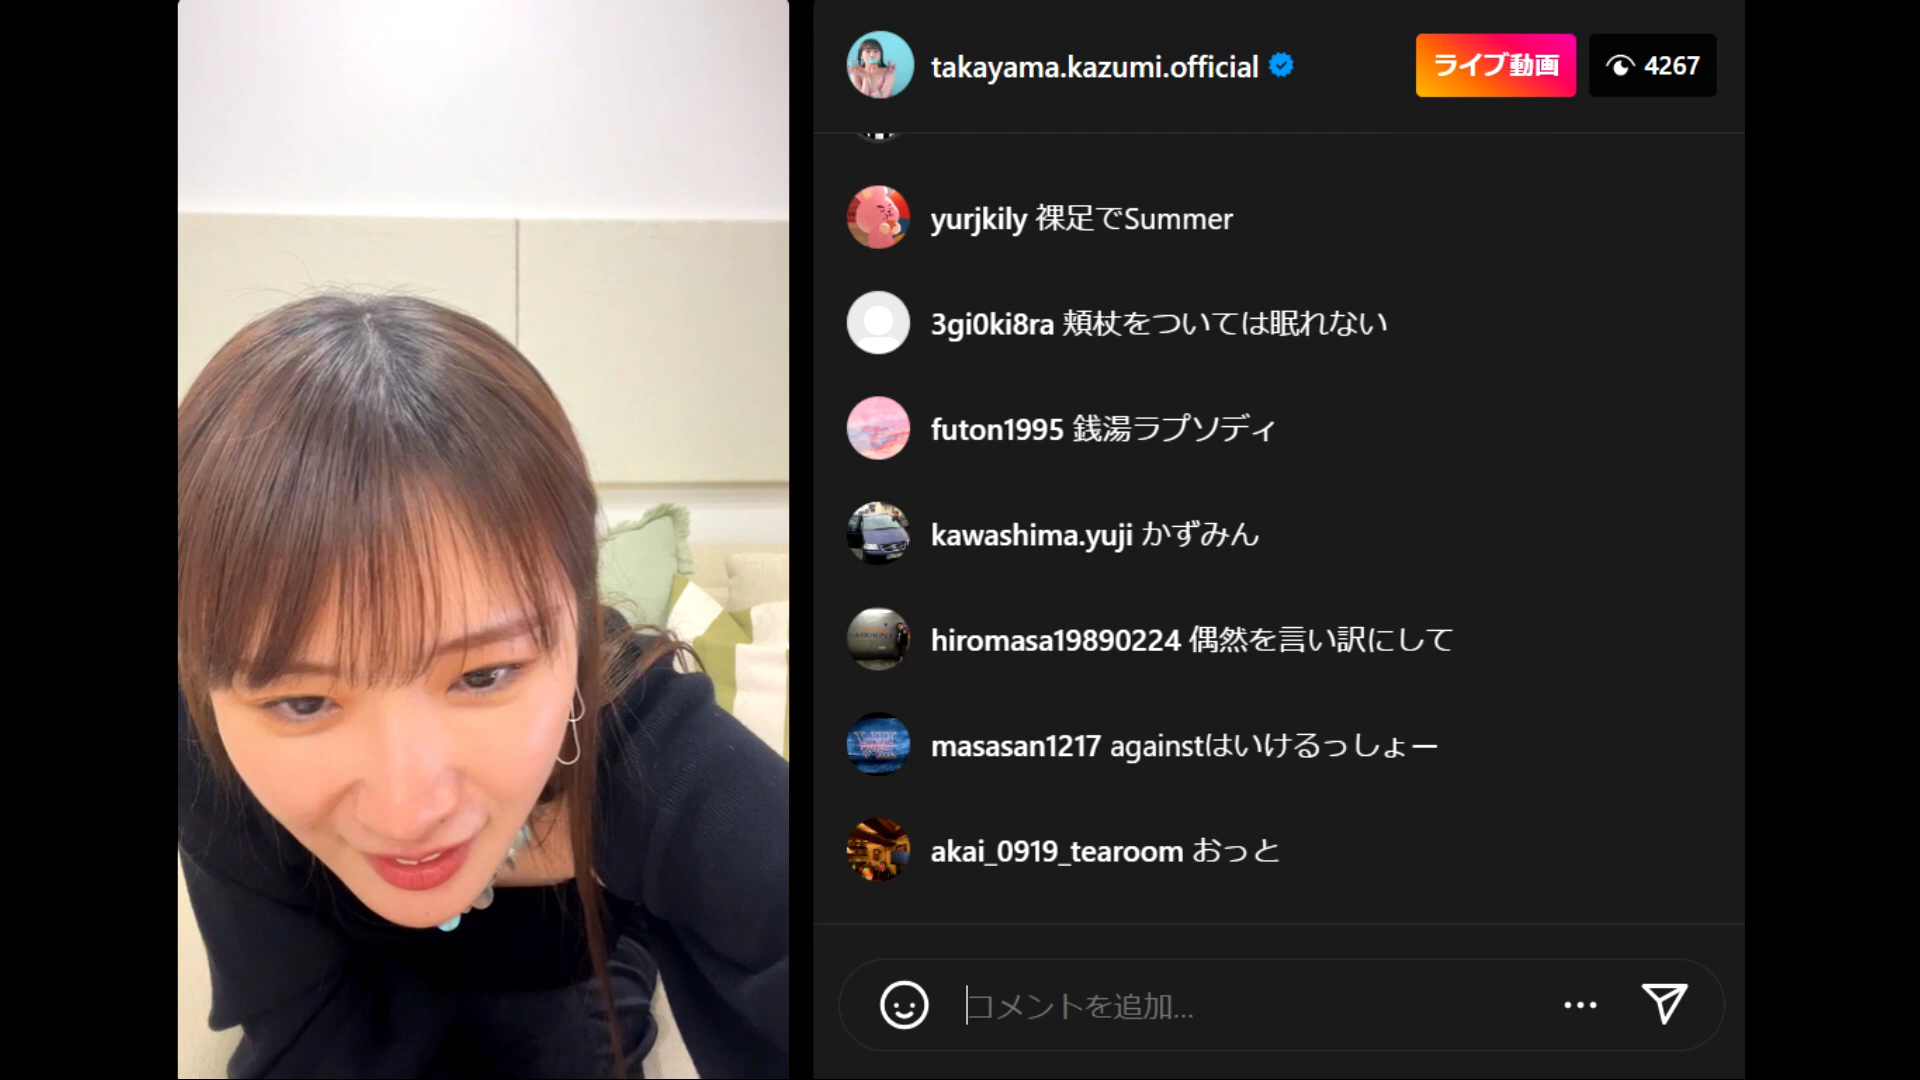 takayama.kazumi.official
ライブ動画
4267
yurjkily 裸足でSummer
3gi0ki8ra 頬杖をついては眠れない
futon1995 銭湯ラプソディ
kawashima.yuji かずみん
hiromasa19890224 偶然を言い訳にして
masasan1217 againstはいけるっしょー
akai_0919_tearoom おっと
コメントを追加...